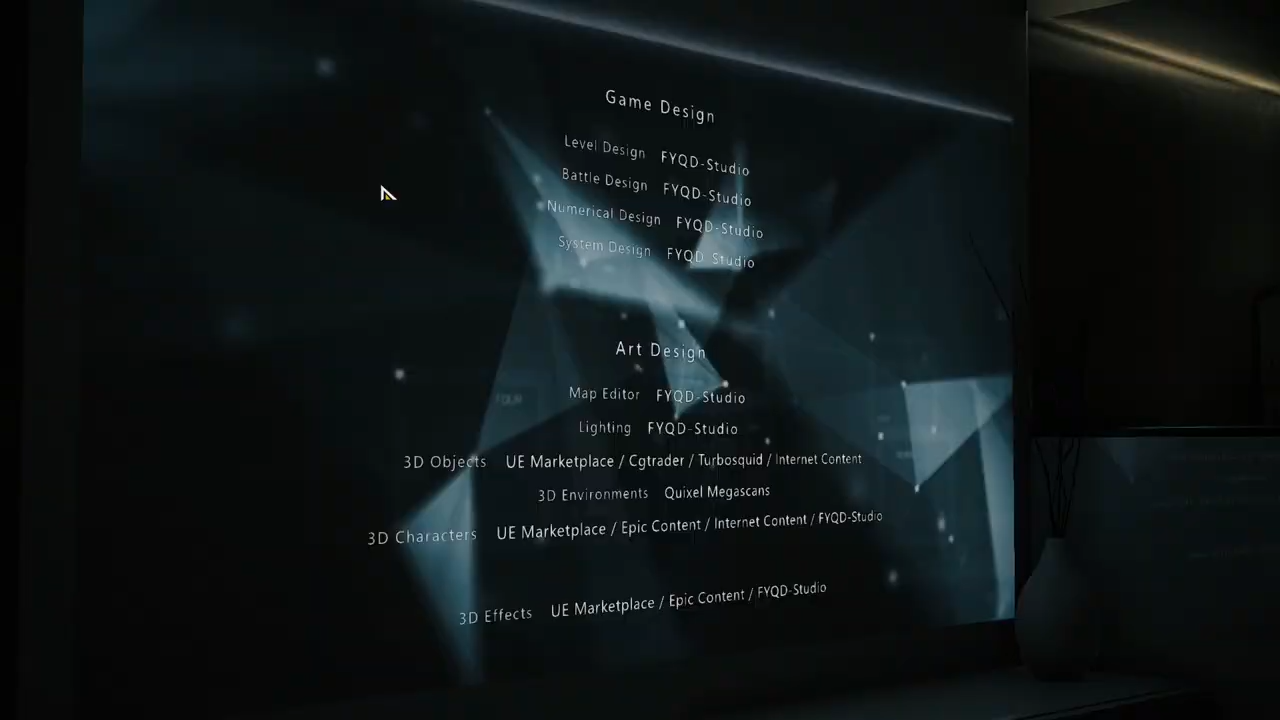 Game Design
Level Design FYQD-Studio
Battle Design FYQD-Studio
Numerical Design FYQD-Studio
System Design FYQD Studio
Art Design
Map Editor FYQD-Studio
Lighting FYQD-Studio
3D Objects UE Marketplace / Cgtrader / Turbosquid / Internet Content
3D Environments Quixel Megascans
3D Characters UE Marketplace / Epic Content / Internet Content / FYQD-Studio
3D Effects UE Marketplace / Epic Content / FYQD-Studio